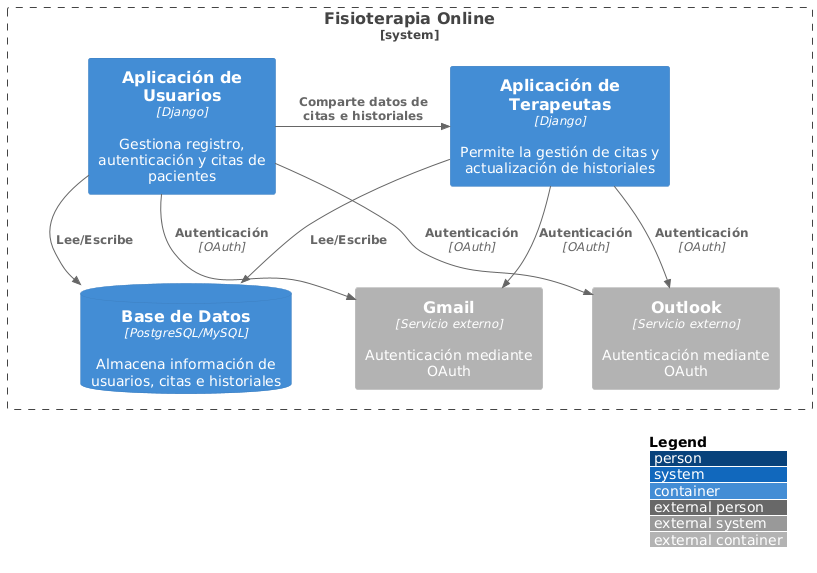 Fisioterapia Online
[system]
Aplicación de
Usuarios
[Django]
Gestiona registro,
autenticación y citas de
pacientes
Comparte datos de
citas e historiales
Aplicación de
Terapeutas
[Django]
Permite la gestión de citas y
actualización de historiales
Lee/Escribe
Autenticación
[OAuth]
Lee/Escribe
Autenticación
[OAuth]
Autenticación
[OAuth]
Autenticación
[OAuth]
Base de Datos
[PostgreSQL/MySQL]
Almacena información de
usuarios, citas e historiales
Gmail
[Servicio externo]
Autenticación mediante
OAuth
Outlook
[Servicio externo]
Autenticación mediante
OAuth
Legend
person
system
container
external person
external system
external container